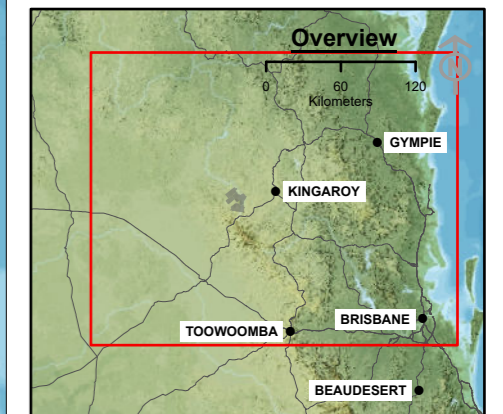 Overview
N
0 60 120
Kilometers
GYMPIE
KINGAROY
BRISBANE
TOOWOOMBA
BEAUDESERT